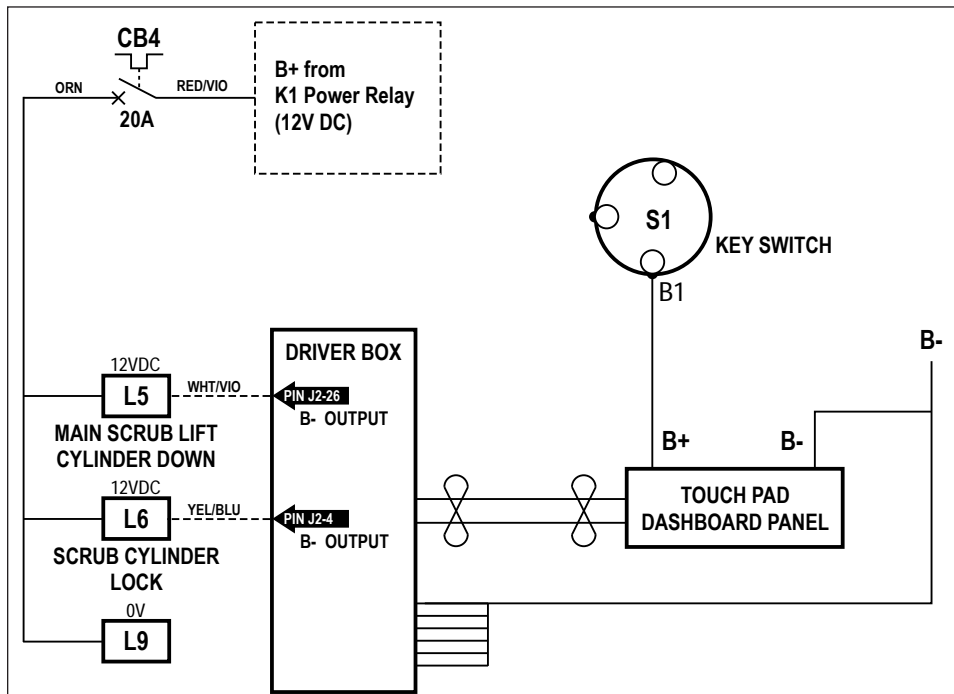 CB4
ORN
RED/VIO
20A
B+ from
K1 Power Relay
(12V DC)
S1
KEY SWITCH
B1
B-
12VDC
L5
WHT/VIO
MAIN SCRUB LIFT
CYLINDER DOWN
12VDC
L6
YEL/BLU
SCRUB CYLINDER
LOCK
0V
L9
DRIVER BOX
PIN J2-26
B- OUTPUT
PIN J2-4
B- OUTPUT
B+
B-
TOUCH PAD
DASHBOARD PANEL